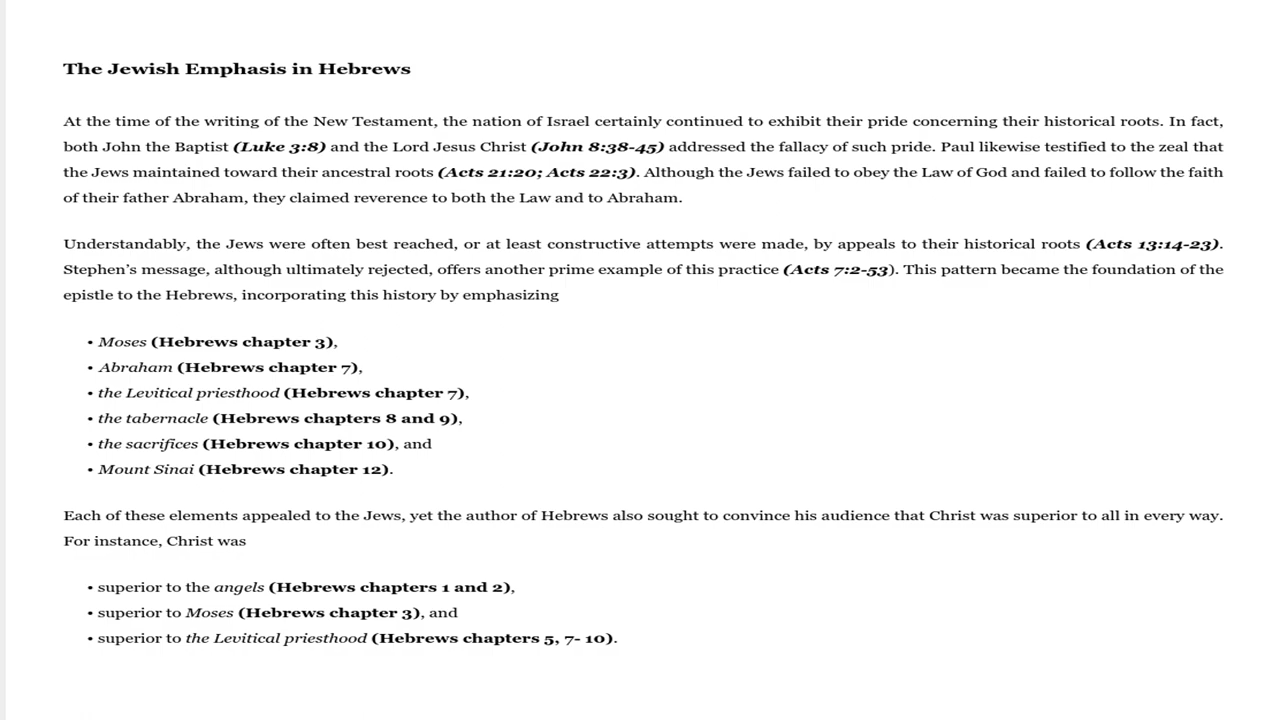 The Jewish Emphasis in Hebrews
At the time of the writing of the New Testament, the nation of Israel certainly continued to exhibit their pride concerning their historical roots. In fact,
both John the Baptist (Luke 3:8) and the Lord Jesus Christ (John 8:38-45) addressed the fallacy of such pride. Paul likewise testified to the zeal that
the Jews maintained toward their ancestral roots (Acts 21:20; Acts 22:3). Although the Jews failed to obey the Law of God and failed to follow the faith
of their father Abraham, they claimed reverence to both the Law and to Abraham.
Understandably, the Jews were often best reached, or at least constructive attempts were made, by appeals to their historical roots (Acts 13:14-23).
Stephen’s message, although ultimately rejected, offers another prime example of this practice (Acts 7:2-53). This pattern became the foundation of the
epistle to the Hebrews, incorporating this history by emphasizing
• Moses (Hebrews chapter 3),
• Abraham (Hebrews chapter 7),
• the Levitical priesthood (Hebrews chapter 7),
• the tabernacle (Hebrews chapters 8 and 9),
• the sacrifices (Hebrews chapter 10), and
• Mount Sinai (Hebrews chapter 12).
Each of these elements appealed to the Jews, yet the author of Hebrews also sought to convince his audience that Christ was superior to all in every way.
For instance, Christ was
• superior to the angels (Hebrews chapters 1 and 2),
• superior to Moses (Hebrews chapter 3), and
• superior to the Levitical priesthood (Hebrews chapters 5, 7- 10).